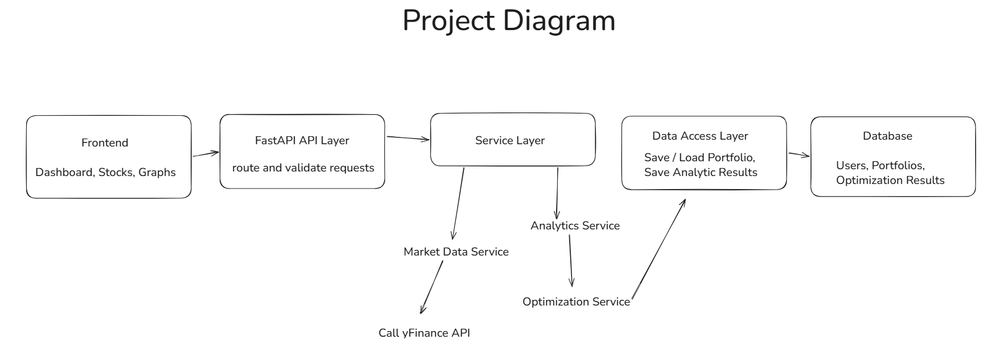 Project Diagram
Frontend
Dashboard, Stocks, Graphs
FastAPI API Layer
route and validate requests
Service Layer
Data Access Layer
Save / Load Portfolio,
Save Analytic Results
Database
Users, Portfolios,
Optimization Results
Analytics Service
Market Data Service
Optimization Service
Call yFinance API